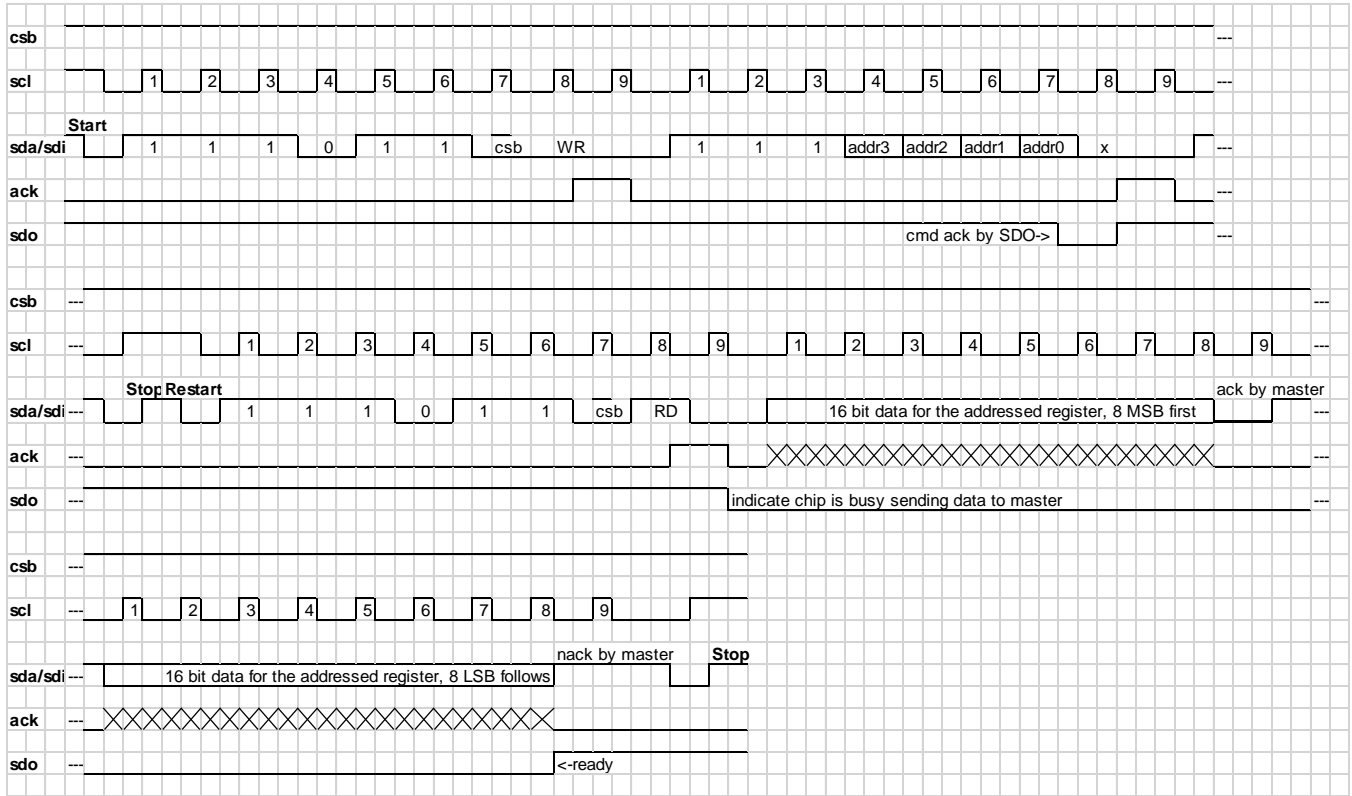 csb ---
scl 1 2 3 4 5 6 7 8 9 1 2 3 4 5 6 7 8 9 ---
Start
sda/sdi 1 1 1 0 1 1 csb WR 1 1 1 addr3 addr2 addr1 addr0 x ---
ack ---
sdo cmd ack by SDO-> ---
csb --- ---
scl --- 1 2 3 4 5 6 7 8 9 1 2 3 4 5 6 7 8 9 ---
Stop Restart ack by master
sda/sdi --- 1 1 1 0 1 1 csb RD 16 bit data for the addressed register, 8 MSB first ---
ack --- ---
sdo --- indicate chip is busy sending data to master ---
csb ---
scl --- 1 2 3 4 5 6 7 8 9
nack by master Stop
sda/sdi --- 16 bit data for the addressed register, 8 LSB follows
ack ---
sdo --- <-ready